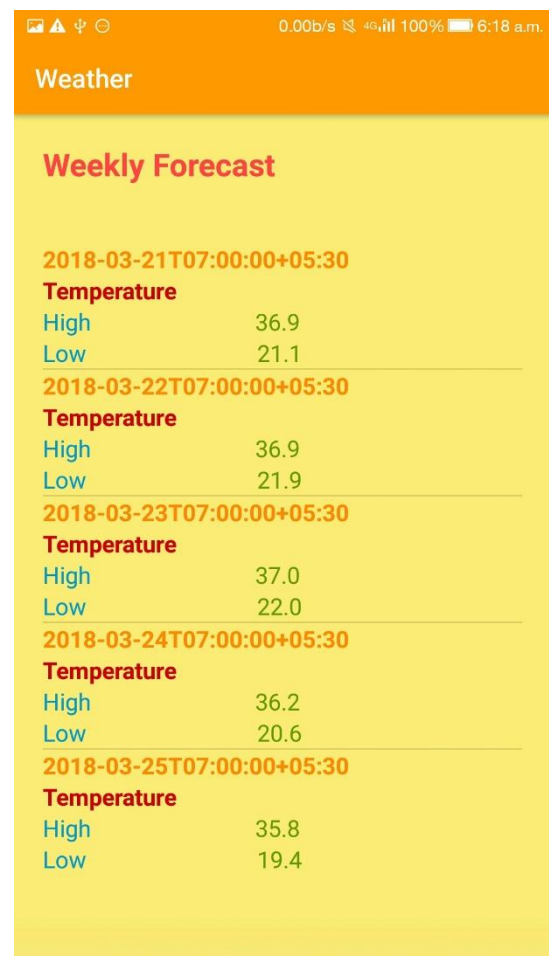 0.00b/s 4G 100% 6:18 a.m.
Weather
Weekly Forecast
2018-03-21T07:00:00+05:30
Temperature
High 36.9
Low 21.1
2018-03-22T07:00:00+05:30
Temperature
High 36.9
Low 21.9
2018-03-23T07:00:00+05:30
Temperature
High 37.0
Low 22.0
2018-03-24T07:00:00+05:30
Temperature
High 36.2
Low 20.6
2018-03-25T07:00:00+05:30
Temperature
High 35.8
Low 19.4